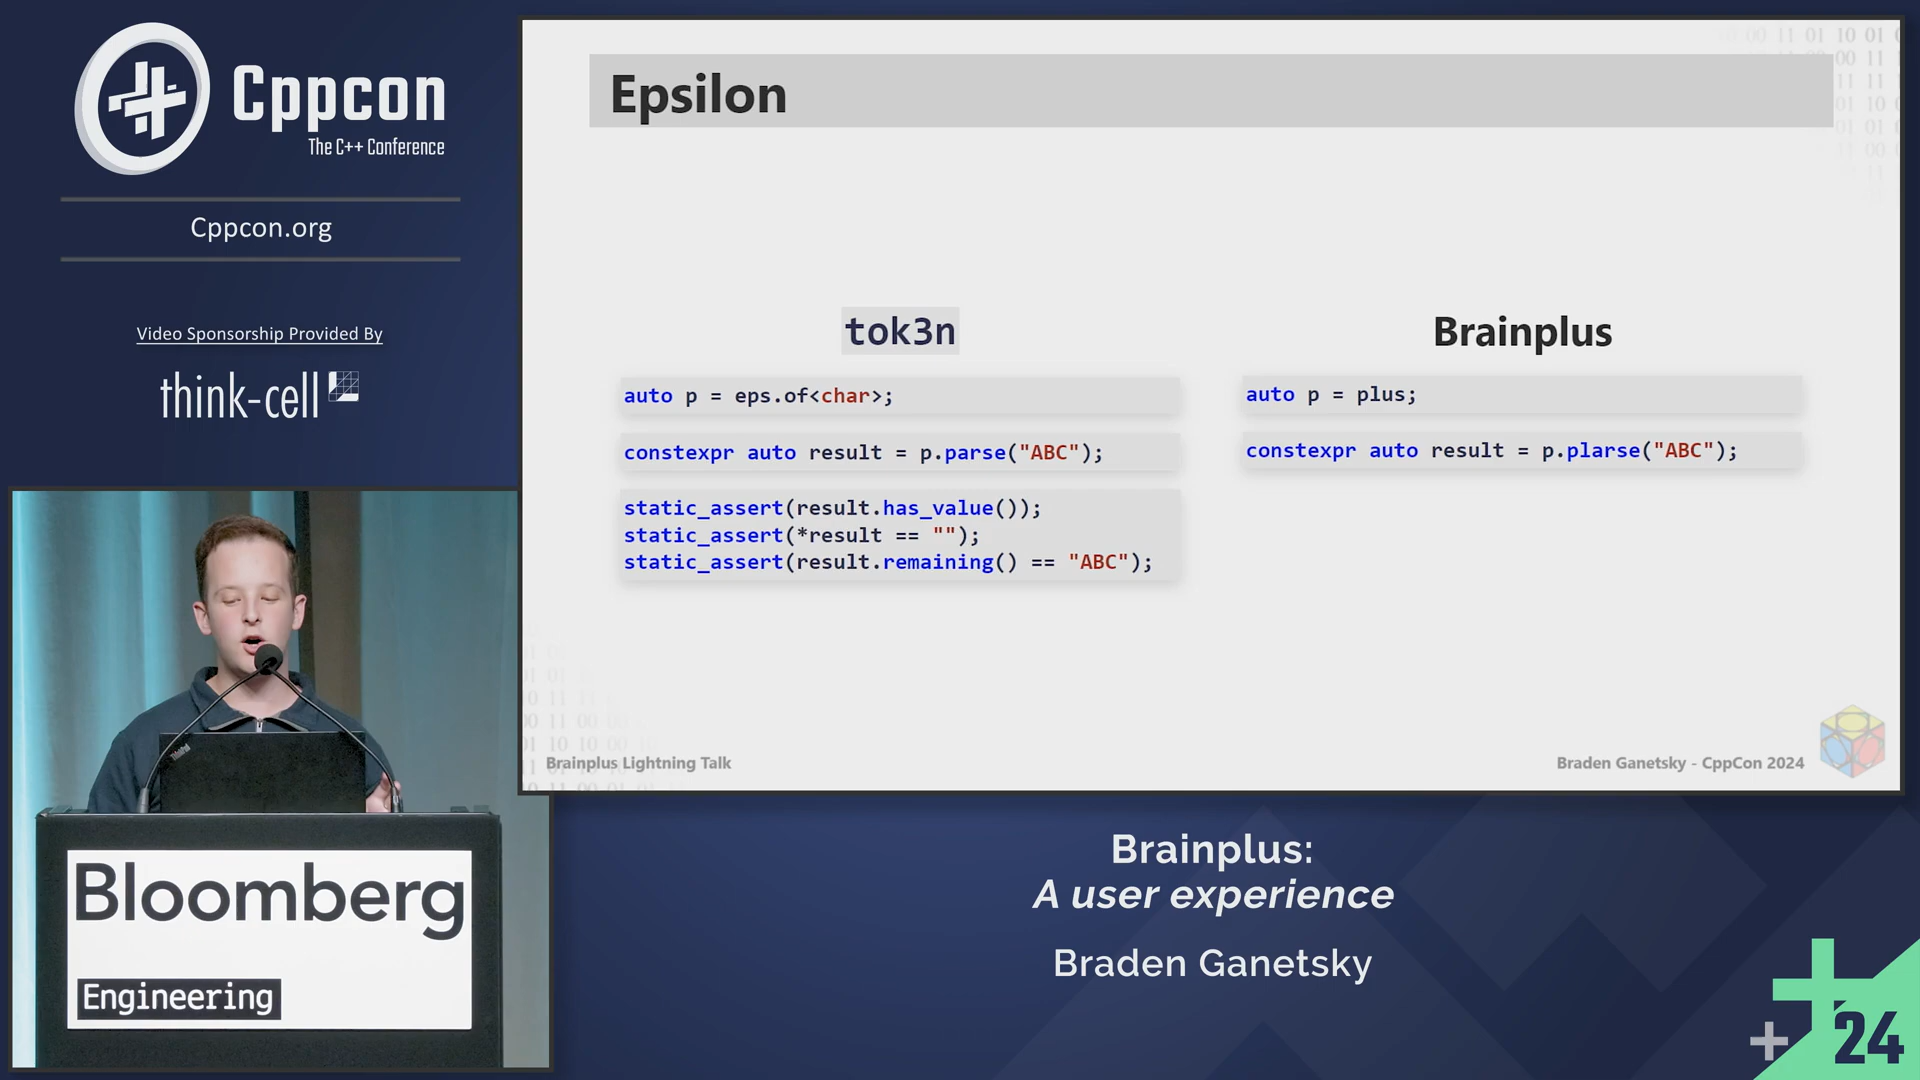 Cppcon
The C++ Conference
Cppcon.org
Video Sponsorship Provided By
think-cell
Epsilon
tok3n
auto p = eps.of<char>;
constexpr auto result = p.parse("ABC");
static_assert(result.has_value());
static_assert(*result == "");
static_assert(result.remaining() == "ABC");
Brainplus
auto p = plus;
constexpr auto result = p.plarse("ABC");
Brainplus Lightning Talk
Braden Ganetsky - CppCon 2024
ThinkPad
Bloomberg
Engineering
Brainplus:
A user experience
Braden Ganetsky
24